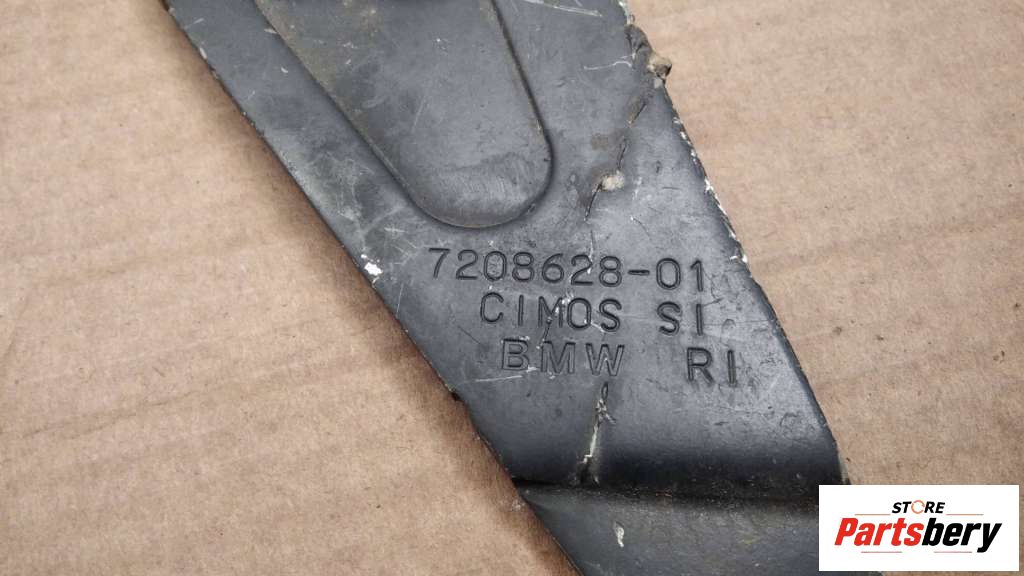 7208628-01
CIMOS SI
BMW RI
STORE
Partsbery